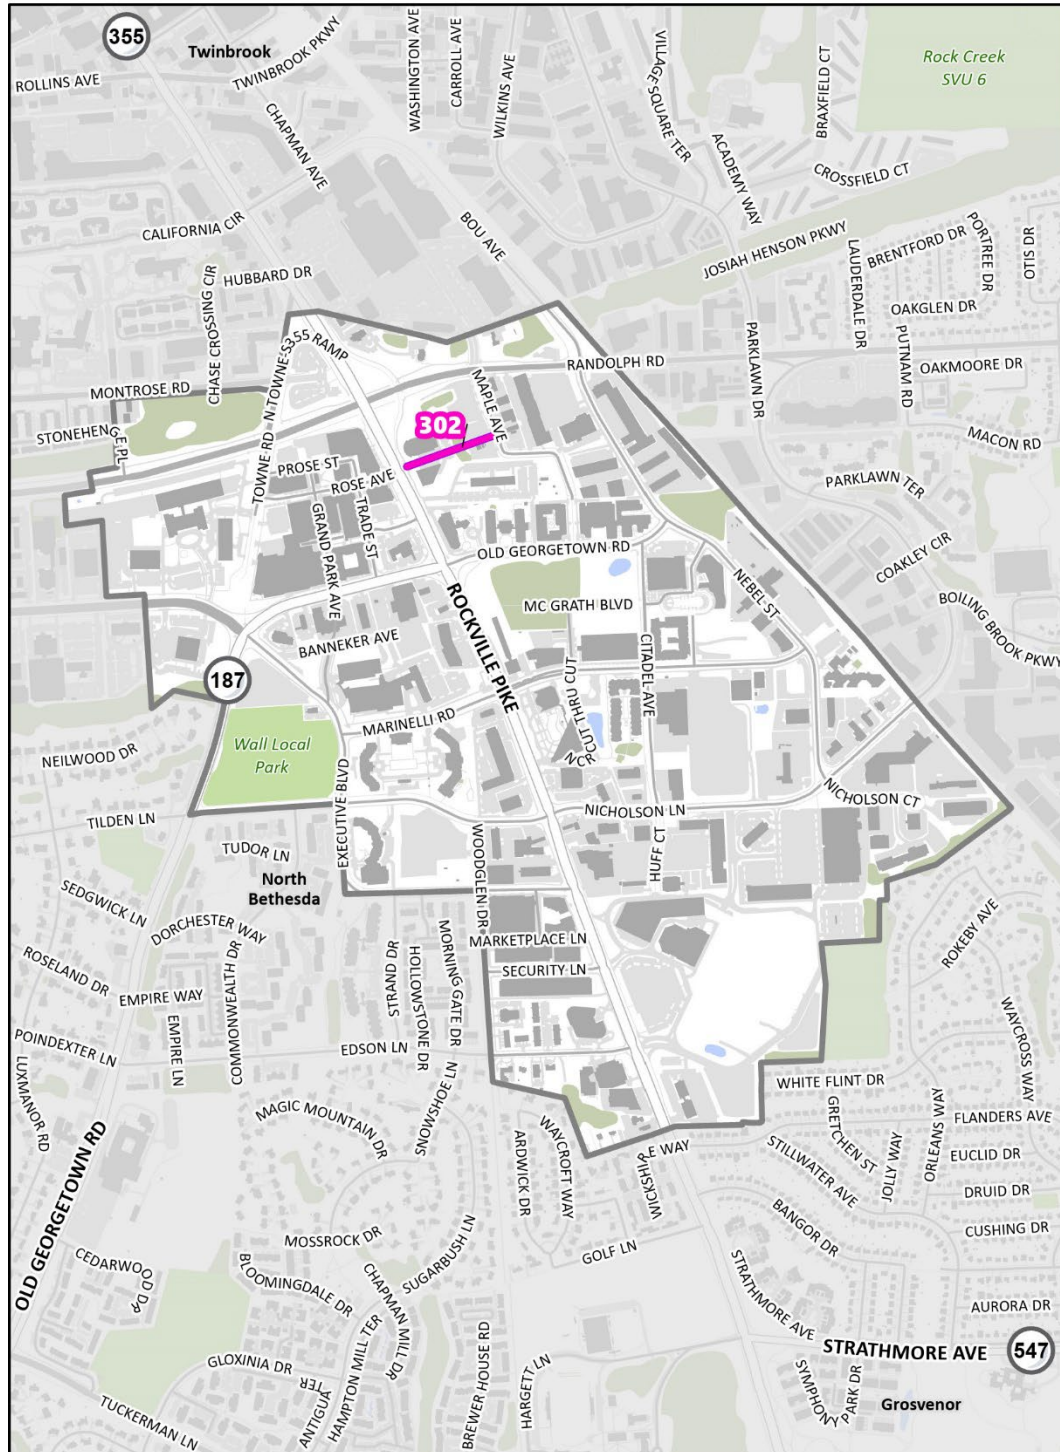 355
Twinbrook
ROLLINS AVE
TWINBROOK PKWY
WASHINGTON AVE
CARROLL AVE
WILKINS AVE
VILLAGE SQUARE TER
BRAXFIELD CT
Rock Creek
SVU 6
CHAPMAN AVE
ACADEMY WAY
CROSSFIELD CT
CALIFORNIA CIR
BOU AVE
JOSIAH HENSON PKWY
LAUDERDALE DR
BRENTFORD DR
PORTREE DR
OTIS DR
HUBBARD DR
CHASE CROSSING CIR
OAKGLEN DR
PUTNAM RD
PARKLAWN DR
355 RAMP
N TOWNE S
RANDOLPH RD
OAKMOORE DR
MONTROSE RD
MAPLE AVE
STONEHENGE PL
302
MACON RD
TOWNE RD
PROSE ST
ROSE AVE
PARKLAWN TER
TRADE ST
GRAND PARK AVE
OLD GEORGETOWN RD
COAKLEY CIR
NEBEL ST
ROCKVILLE PIKE
MC GRATH BLVD
BOILING BROOK PKWY
BANNEKER AVE
CITADEL AVE
187
NCR CUT THRU CUT
MARINELLI RD
NEILWOOD DR
Wall Local
Park
EXECUTIVE BLVD
NICHOLSON LN
NICHOLSON CT
TILDEN LN
TUDOR LN
WOODGLEN DR
HUFF CT
North
Bethesda
SEDGWICK LN
DORCHESTER WAY
ROKEBY AVE
MARKETPLACE LN
ROSELAND DR
COMMONWEALTH DR
STRAND DR
HOLLOWSTONE DR
MORNING GATE DR
SECURITY LN
EMPIRE WAY
EMPIRE LN
WAYCROSS WAY
POINDEXTER LN
EDSON LN
LUXMANOR RD
SNOWSHOE LN
WHITE FLINT DR
MAGIC MOUNTAIN DR
GRETCHEN ST
ORLEANS WAY
FLANDERS AVE
ARDWICK DR
WAYCROFT WAY
WICKSHIRE WAY
STILLWATER AVE
JOLLY WAY
EUCLID DR
DRUID DR
OLD GEORGETOWN RD
MOSSROCK DR
SUGARBUSH LN
BANGOR DR
CUSHING DR
CEDARWOOD DR
BLOOMINGDALE DR
CHAPMAN MILL DR
GOLF LN
STRATHMORE AVE
AURORA DR
STRATHMORE AVE
547
GLOXINIA DR
ANTIGUA TER
HAMPTON MILL TER
BREWER HOUSE RD
HARGETT LN
SYMPHONY PARK DR
Grosvenor
TUCKERMAN LN